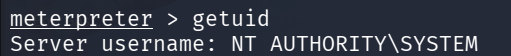 meterpreter > getuid
Server username: NT AUTHORITY\SYSTEM